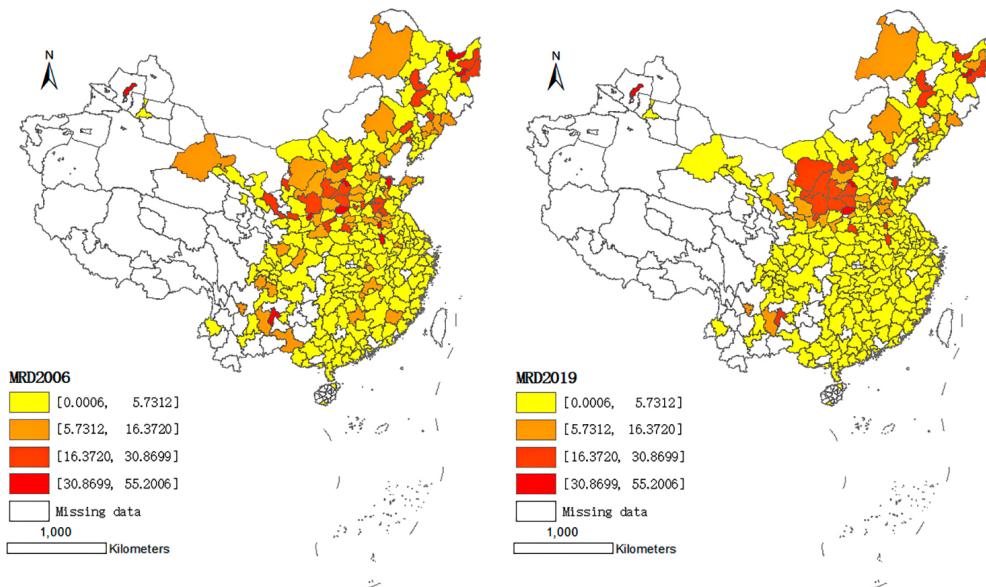 N
MRD2006
[0.0006, 5.7312]
[5.7312, 16.3720]
[16.3720, 30.8699]
[30.8699, 55.2006]
Missing data
1,000
Kilometers
N
MRD2019
[0.0006, 5.7312]
[5.7312, 16.3720]
[16.3720, 30.8699]
[30.8699, 55.2006]
Missing data
1,000
Kilometers